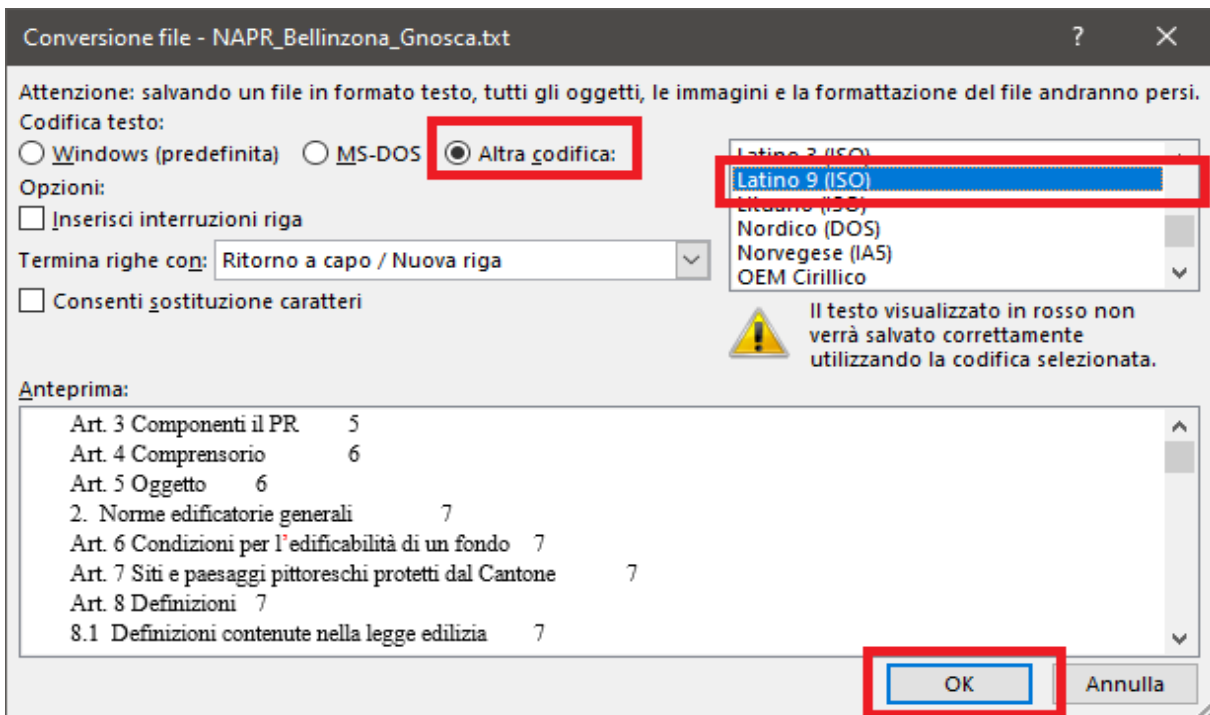 Conversione file - NAPR_Bellinzona_Gnosca.txt ? ×
Attenzione: salvando un file in formato testo, tutti gli oggetti, le immagini e la formattazione del file andranno persi.
Codifica testo:
Windows (predefinita) MS-DOS Altra codifica:
Latino 3 (ISO)
Latino 9 (ISO)
Lituano (ISO)
Nordico (DOS)
Norvegese (IA5)
OEM Cirillico
Opzioni:
Inserisci interruzioni riga
Termina righe con: Ritorno a capo / Nuova riga
Consenti sostituzione caratteri
Il testo visualizzato in rosso non
verrà salvato correttamente
utilizzando la codifica selezionata.
Anteprima:
Art. 3 Componenti il PR 5
Art. 4 Comprensorio 6
Art. 5 Oggetto 6
2. Norme edificatorie generali 7
Art. 6 Condizioni per l’edificabilità di un fondo 7
Art. 7 Siti e paesaggi pittoreschi protetti dal Cantone 7
Art. 8 Definizioni 7
8.1 Definizioni contenute nella legge edilizia 7
OK Annulla